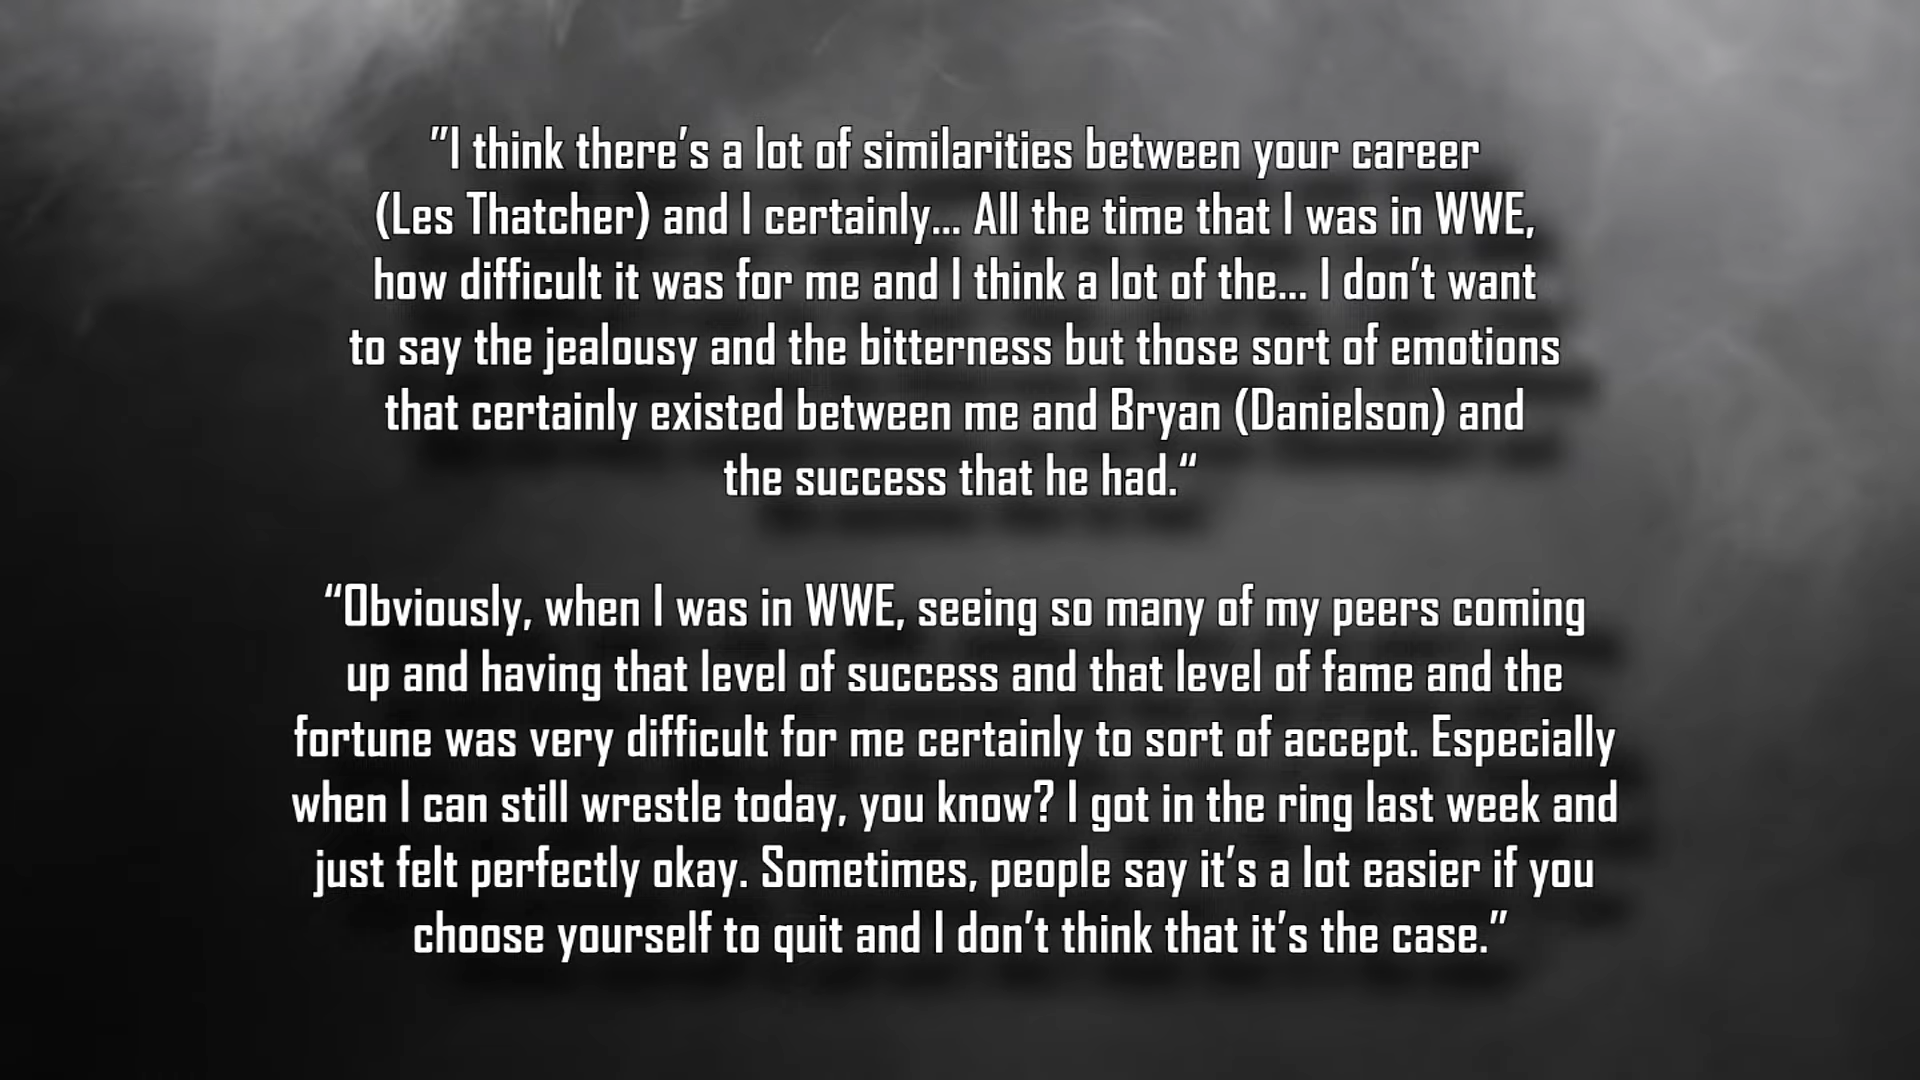 "I think there's a lot of similarities between your career
(Les Thatcher) and I certainly... All the time that I was in WWE,
how difficult it was for me and I think a lot of the... I don't want
to say the jealousy and the bitterness but those sort of emotions
that certainly existed between me and Bryan (Danielson) and
the success that he had.“
“Obviously, when I was in WWE, seeing so many of my peers coming
up and having that level of success and that level of fame and the
fortune was very difficult for me certainly to sort of accept. Especially
when I can still wrestle today, you know? I got in the ring last week and
just felt perfectly okay. Sometimes, people say it's a lot easier if you
choose yourself to quit and I don't think that it's the case.”